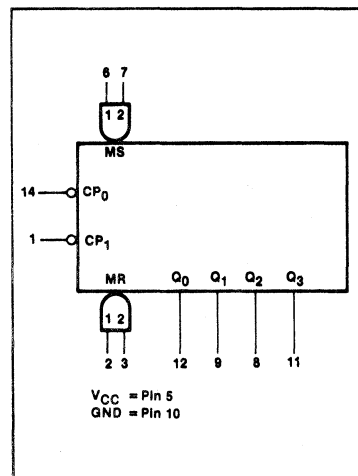 6 7
1 2
MS
14 CP0
1 CP1
MR Q0 Q1 Q2 Q3
1 2
2 3 12 9 8 11
VCC = Pin 5
GND = Pin 10